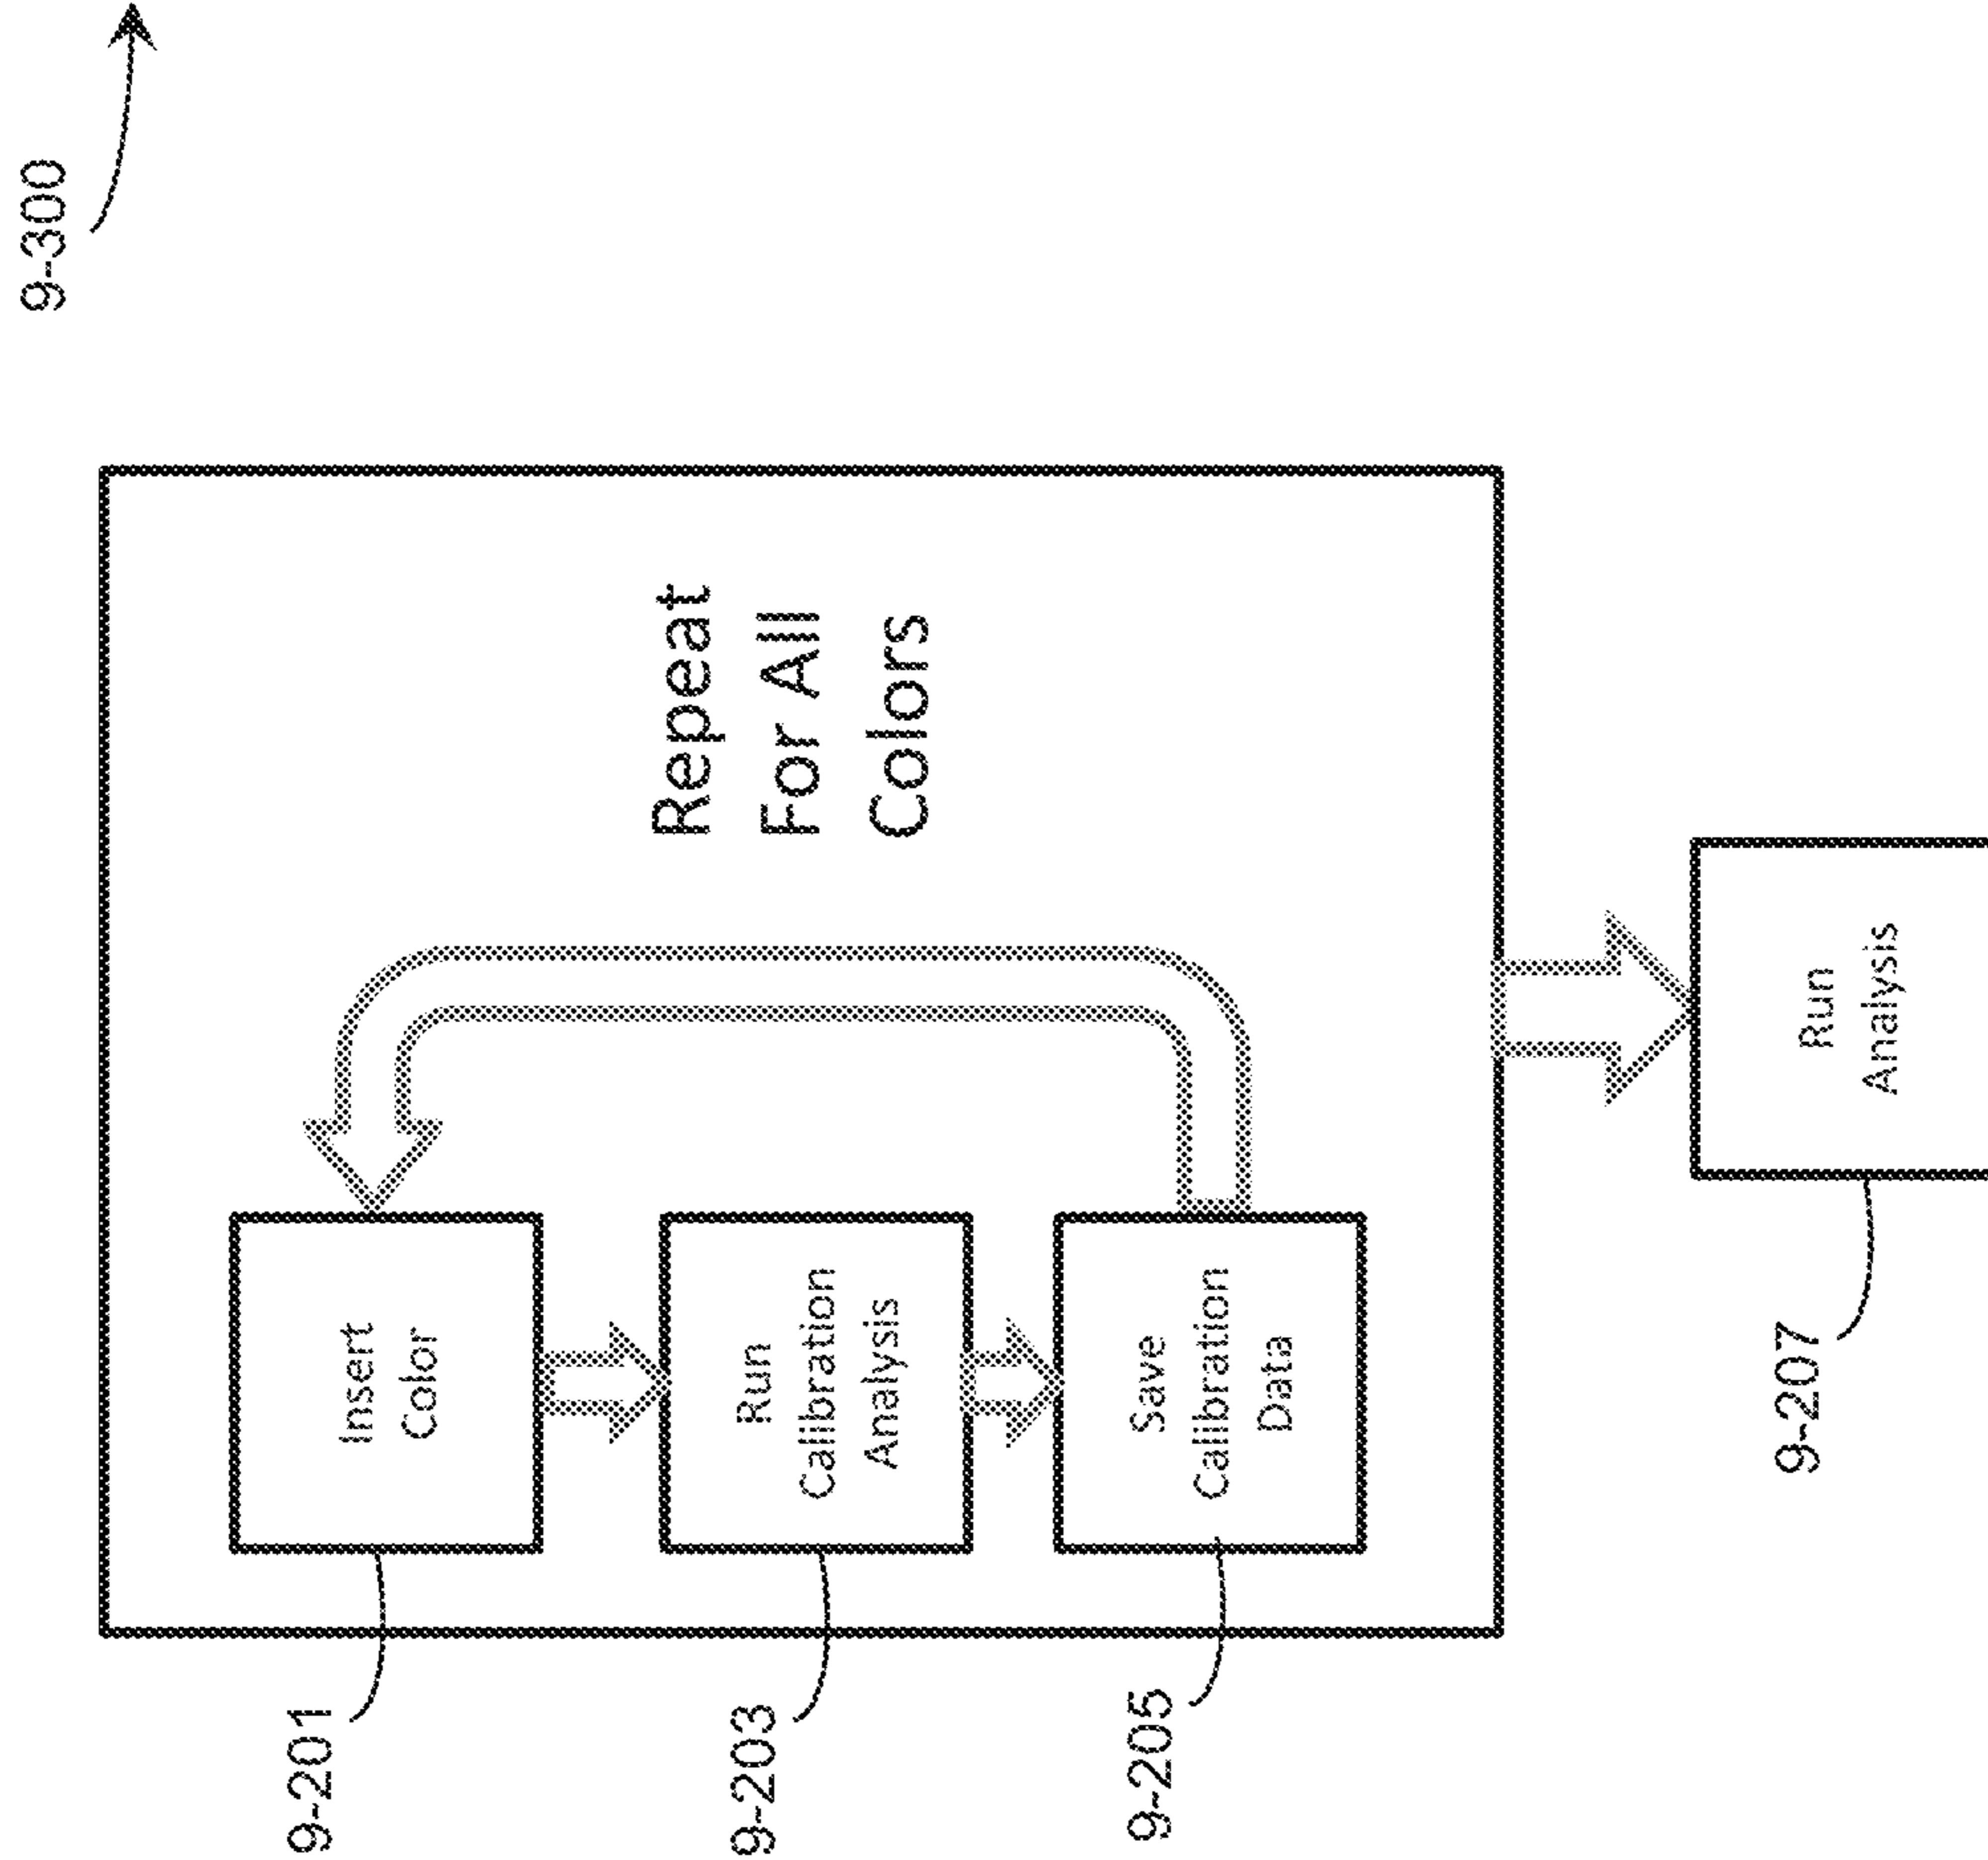 9-300
Repeat
For All
Colors
9-201
Insert
Color
9-203
Run
Calibration
Analysis
9-205
Save
Calibration
Data
9-207
Run
Analysis